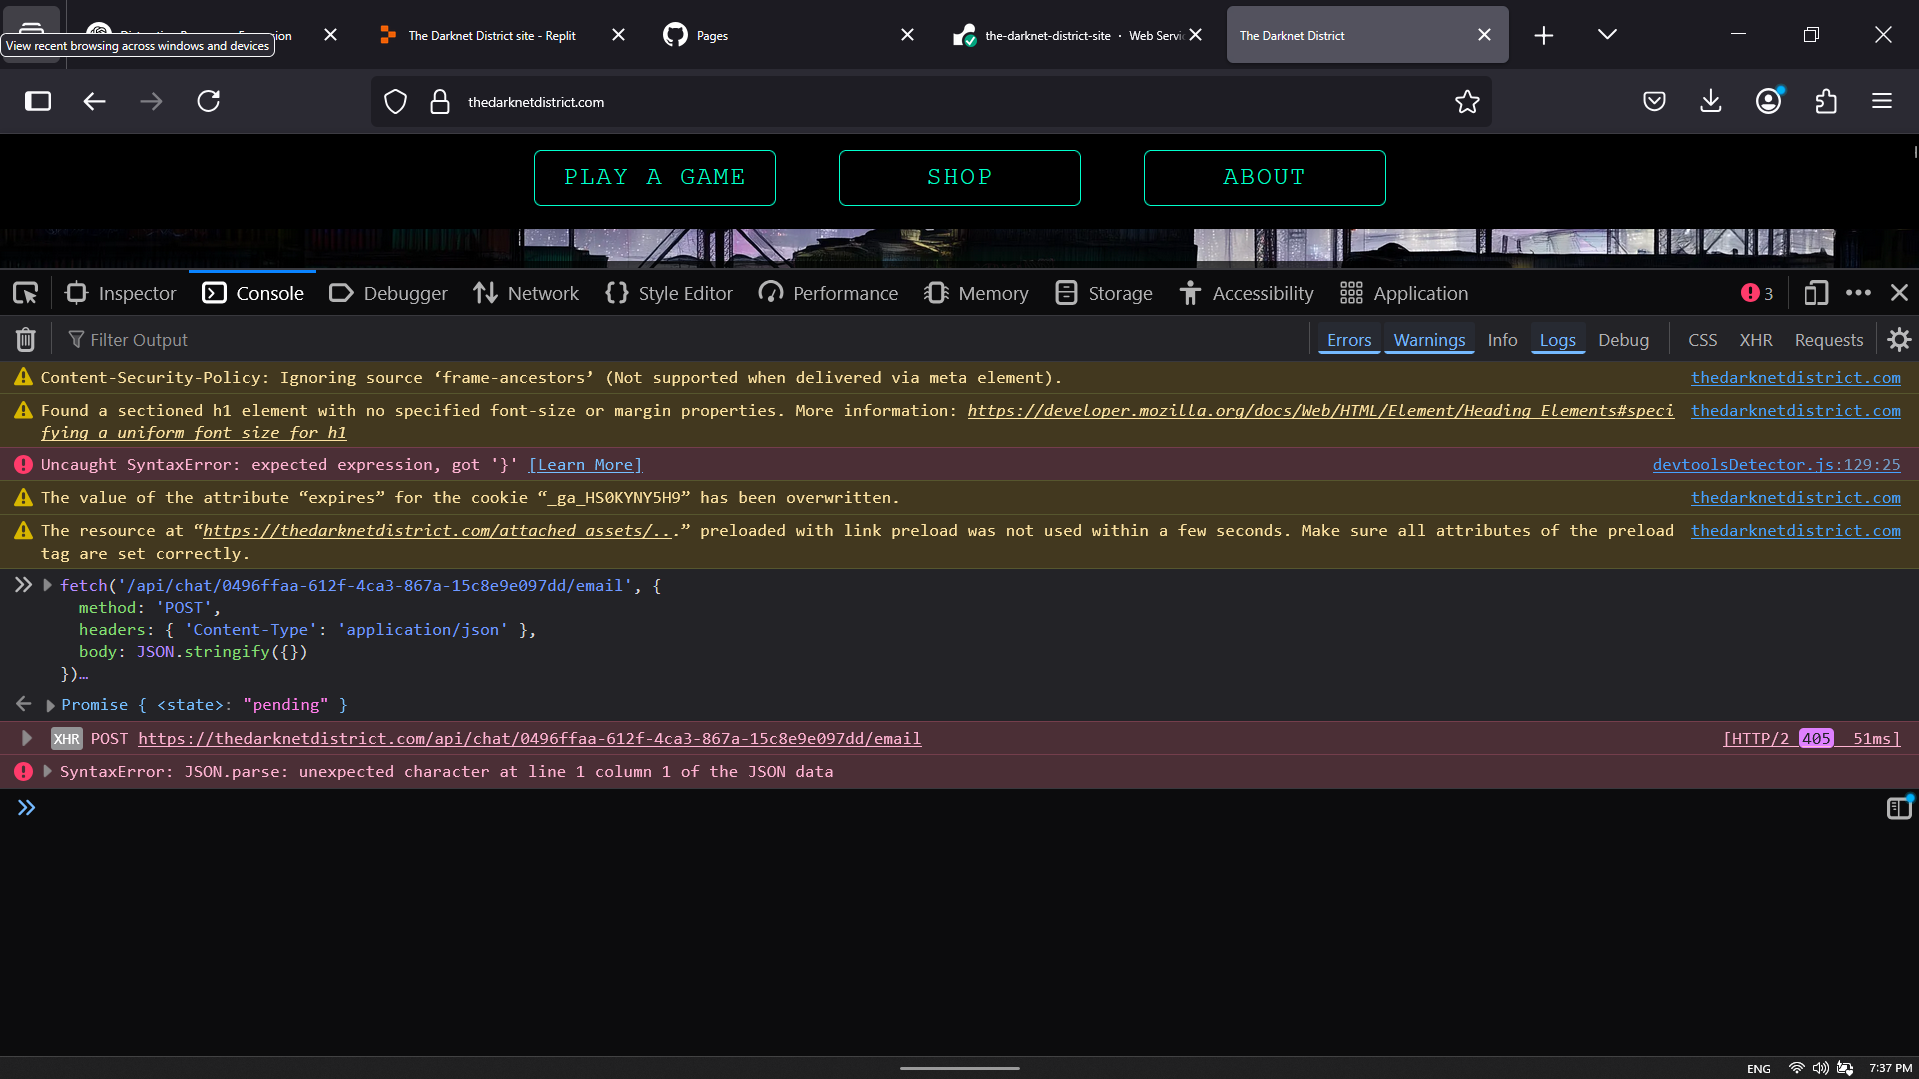 View recent browsing across windows and devices
The Darknet District site - Replit
Pages
the-darknet-district-site · Web Servi
The Darknet District
thedarknetdistrict.com
PLAY A GAME
SHOP
ABOUT
Inspector
Console
Debugger
Network
Style Editor
Performance
Memory
Storage
Accessibility
Application
3
Filter Output
Errors
Warnings
Info
Logs
Debug
CSS
XHR
Requests
Content-Security-Policy: Ignoring source ‘frame-ancestors’ (Not supported when delivered via meta element). thedarknetdistrict.com
Found a sectioned h1 element with no specified font-size or margin properties. More information: https://developer.mozilla.org/docs/Web/HTML/Element/Heading_Elements#speci thedarknetdistrict.com
fying_a_uniform_font_size_for_h1
Uncaught SyntaxError: expected expression, got '}' [Learn More] devtoolsDetector.js:129:25
The value of the attribute “expires” for the cookie “_ga_HS0KYNY5H9” has been overwritten. thedarknetdistrict.com
The resource at “https://thedarknetdistrict.com/attached_assets/...” preloaded with link preload was not used within a few seconds. Make sure all attributes of the preload thedarknetdistrict.com
tag are set correctly.
fetch('/api/chat/0496ffaa-612f-4ca3-867a-15c8e9e097dd/email', {
method: 'POST',
headers: { 'Content-Type': 'application/json' },
body: JSON.stringify({})
})…
Promise { <state>: "pending" }
XHR POST https://thedarknetdistrict.com/api/chat/0496ffaa-612f-4ca3-867a-15c8e9e097dd/email [HTTP/2 405 51ms]
SyntaxError: JSON.parse: unexpected character at line 1 column 1 of the JSON data
ENG
7:37 PM